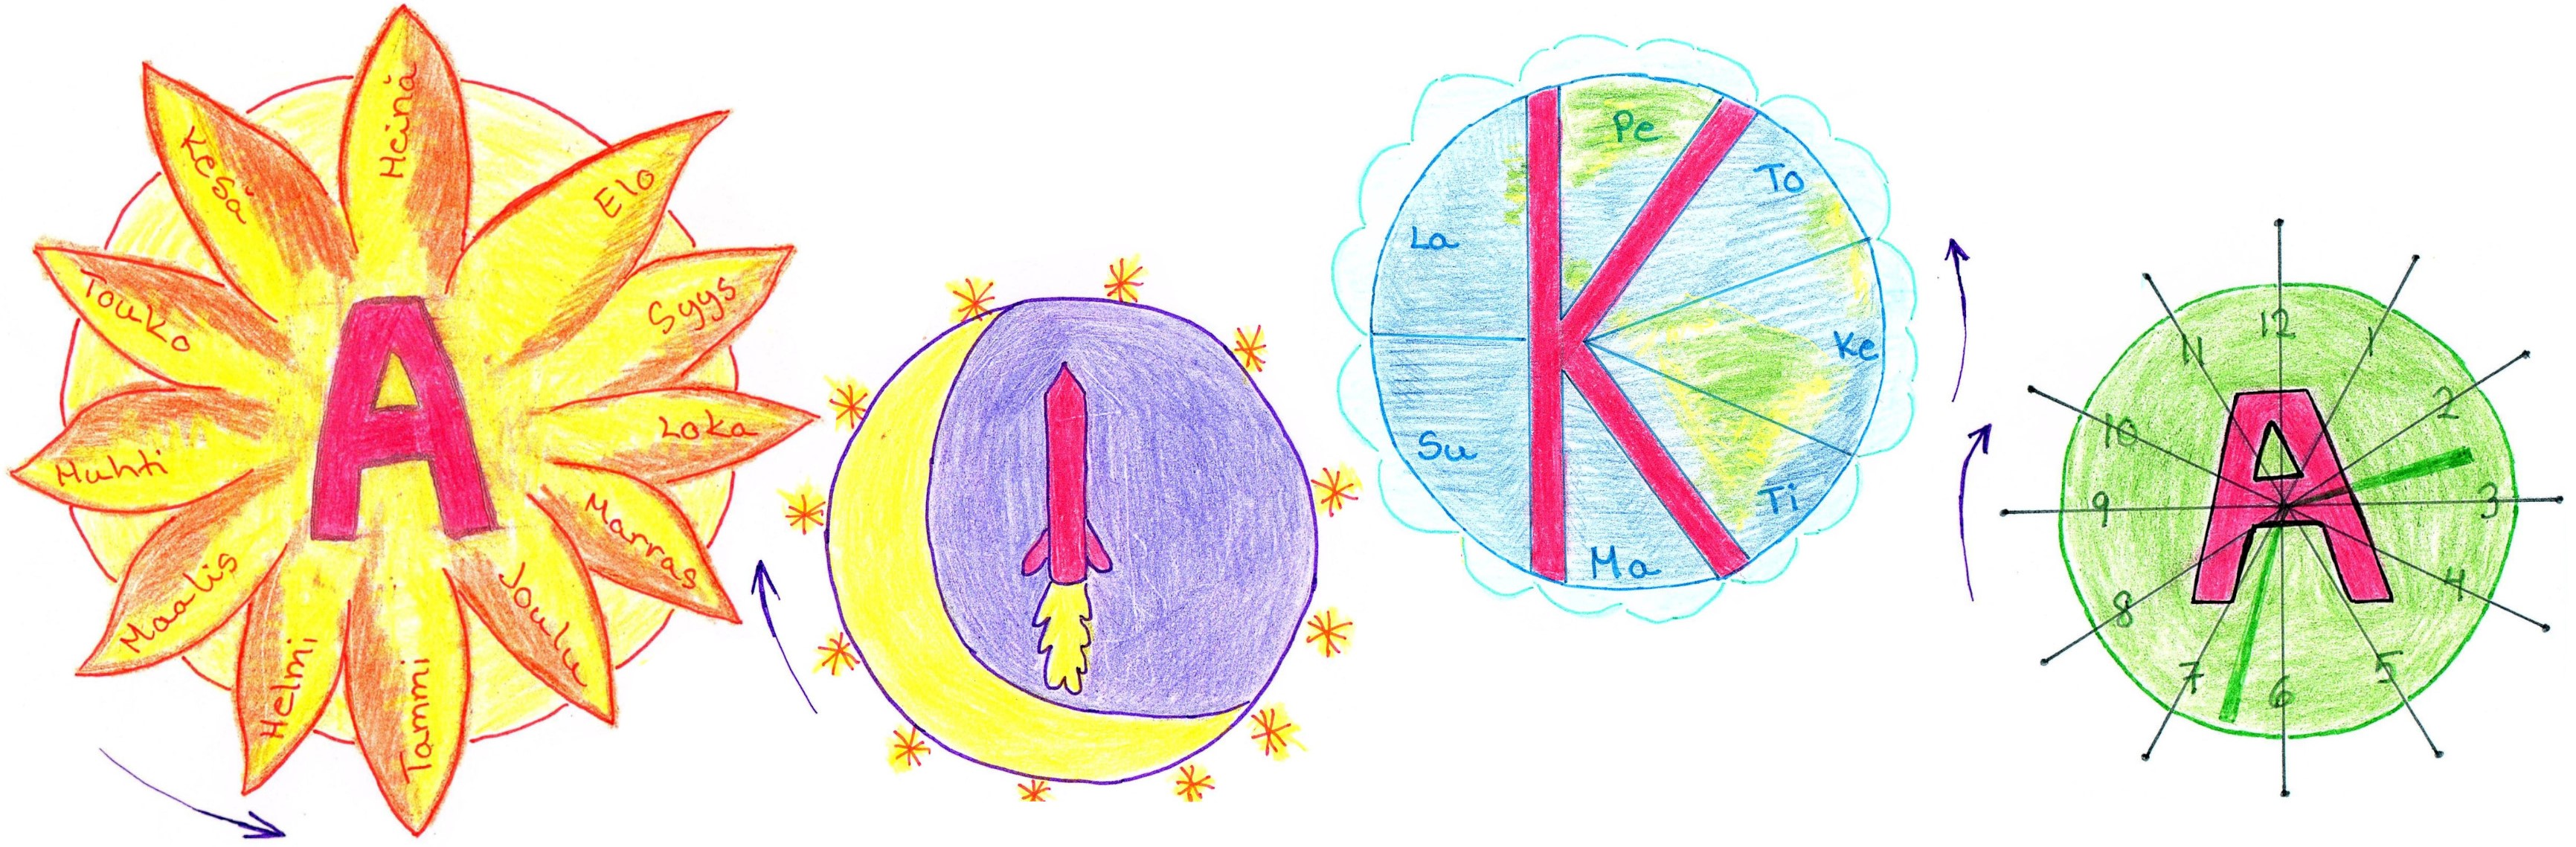 A
Heinä
Elo
Syys
Loka
Marras
Joulu
Tammi
Helmi
Maalis
Huhti
Touko
Kesä
I
K
Pe
To
Ke
Ti
Ma
Su
La
A
12
1
2
3
4
5
6
7
8
9
10
11